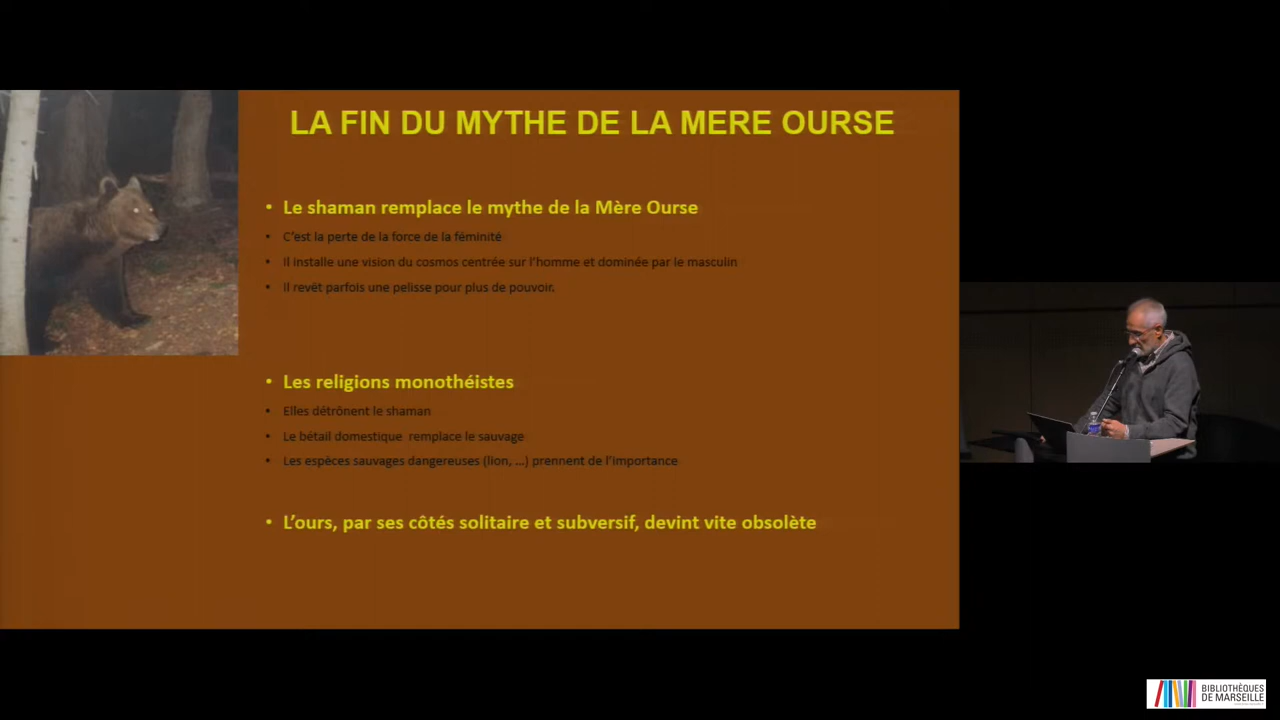 LA FIN DU MYTHE DE LA MERE OURSE
• Le shaman remplace le mythe de la Mère Ourse
• C'est la perte de la force de la féminité
• Il installe une vision du cosmos centrée sur l'homme et dominée par le masculin
• Il revêt parfois une pelisse pour plus de pouvoir.
• Les religions monothéistes
• Elles détrônent le shaman
• Le bétail domestique remplace le sauvage
• Les espèces sauvages dangereuses (lion, ...) prennent de l'importance
• L'ours, par ses côtés solitaire et subversif, devint vite obsolète
BIBLIOTHÈQUES
DE MARSEILLE